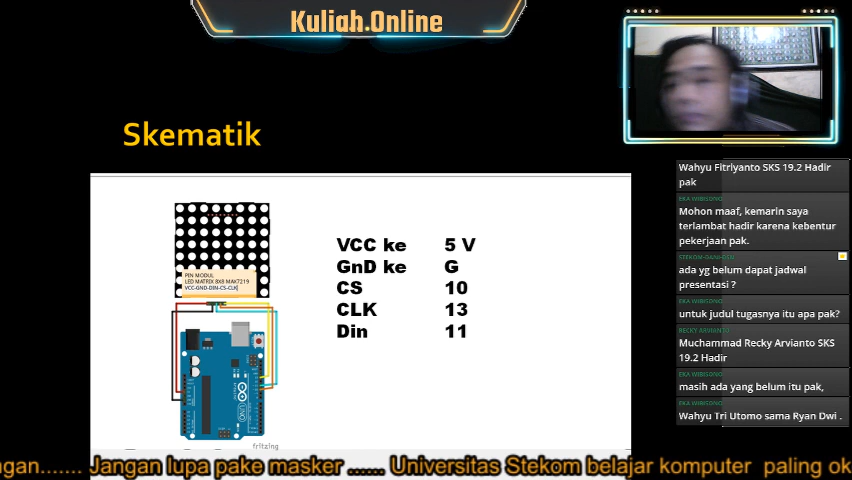 Kuliah.Online
Skematik
PIN MODUL
LED MATRIX 8X8 MAX7219
VCC-GND-DIN-CS-CLK
VCC ke 5 V
GnD ke G
CS 10
CLK 13
Din 11
fritzing
Wahyu Fitriyanto SKS 19.2 Hadir
pak
EKA WIBISONO
Mohon maaf, kemarin saya
terlambat hadir karena kebentur
pekerjaan pak.
ada yg belum dapat jadwal
presentasi ?
EKA WIBISONO
untuk judul tugasnya itu apa pak?
RECKY ARVIANTO
Muchammad Recky Arvianto SKS
19.2 Hadir
EKA WIBISONO
masih ada yang belum itu pak,
EKA WIBISONO
Wahyu Tri Utomo sama Ryan Dwi .
ngan....... Jangan lupa pake masker ...... Universitas Stekom belajar komputer paling ok